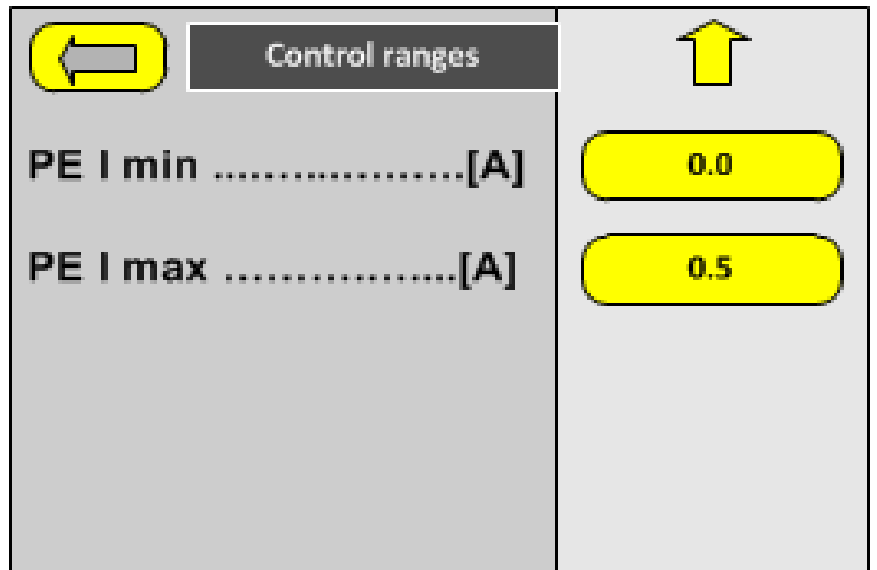 Control ranges
PE I min ......................[A]
0.0
PE I max ......................[A]
0.5